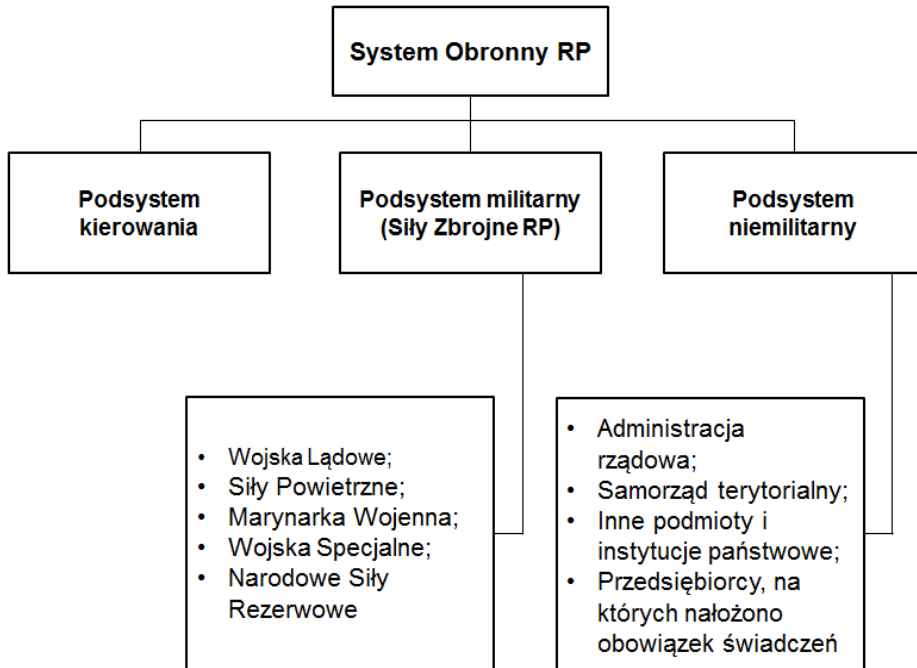 System Obronny RP
Podsystem
kierowania
Podsystem militarny
(Siły Zbrojne RP)
Podsystem
niemilitarny
• Wojska Lądowe;
• Siły Powietrzne;
• Marynarka Wojenna;
• Wojska Specjalne;
• Narodowe Siły
Rezerwowe
• Administracja
rządowa;
• Samorząd terytorialny;
• Inne podmioty i
instytucje państwowe;
• Przedsiębiorcy, na
których nałożono
obowiązek świadczeń